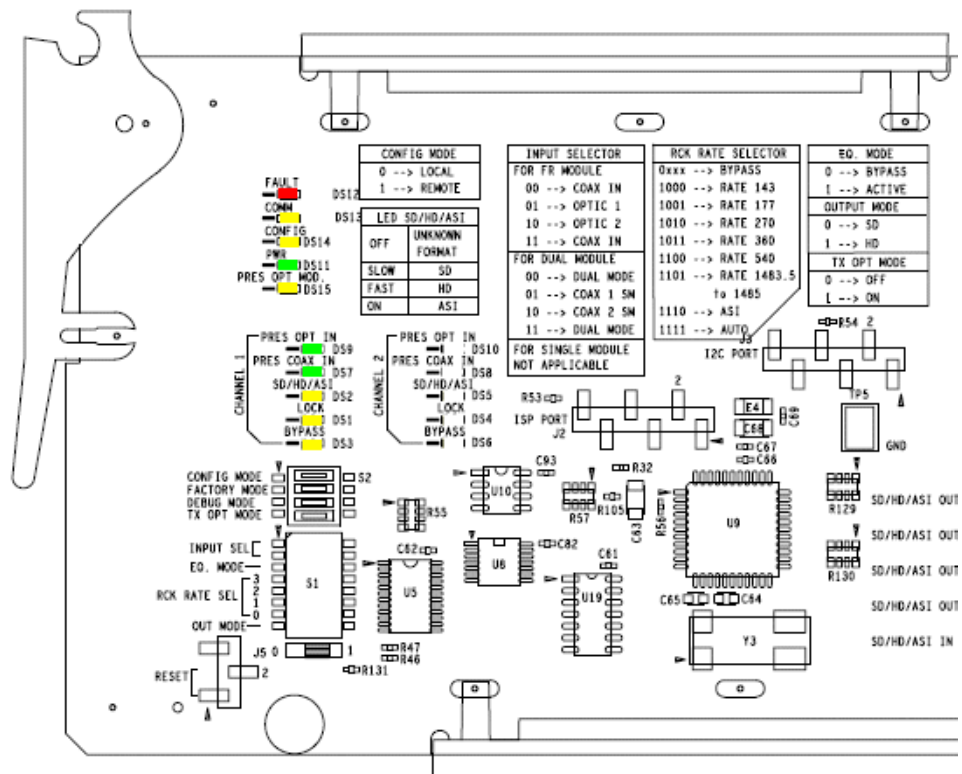 CONFIG MODE
0 --> LOCAL
1 --> REMOTE
INPUT SELECTOR
FOR FR MODULE
00 --> COAX IN
01 --> OPTIC 1
10 --> OPTIC 2
11 --> COAX IN
FOR DUAL MODULE
00 --> DUAL MODE
01 --> COAX 1 SM
10 --> COAX 2 SM
11 --> DUAL MODE
FOR SINGLE MODULE
NOT APPLICABLE
RCK RATE SELECTOR
0xxx --> BYPASS
1000 --> RATE 143
1001 --> RATE 177
1010 --> RATE 270
1011 --> RATE 360
1100 --> RATE 540
1101 --> RATE 1483.5
to 1485
1110 --> ASI
1111 --> AUTO
EQ. MODE
0 --> BYPASS
1 --> ACTIVE
OUTPUT MODE
0 --> SD
1 --> HD
TX OPT MODE
0 --> OFF
1 --> ON
FAULT
DS12
COMM
DS13
CONFIG
DS14
PWR
DS11
PRES OPT MOD.
DS15
LED SD/HD/ASI
OFF UNKNOWN FORMAT
SLOW SD
FAST HD
ON ASI
CHANNEL 1
PRES OPT IN
DS9
PRES COAX IN
DS7
SD/HD/ASI
DS2
LOCK
DS1
BYPASS
DS3
CHANNEL 2
PRES OPT IN
DS10
PRES COAX IN
DS8
SD/HD/ASI
DS5
LOCK
DS4
BYPASS
DS6
R54
2
J3
I2C PORT
R53
2
ISP PORT
J2
E4
C68
C69
C67
C66
TP5
GND
CONFIG MODE
FACTORY MODE
DEBUG MODE
TX OPT MODE
S2
R55
C93
U10
R57
R32
R105
C63
R56
U9
R129
R130
SD/HD/ASI OUT
SD/HD/ASI OUT
SD/HD/ASI OUT
SD/HD/ASI OUT
SD/HD/ASI IN
INPUT SEL
EQ. MODE
RCK RATE SEL
3
2
1
0
OUT MODE
S1
C62
U5
U6
C82
C61
U19
C65
C64
Y3
J5
0
1
R47
R46
R131
RESET
2